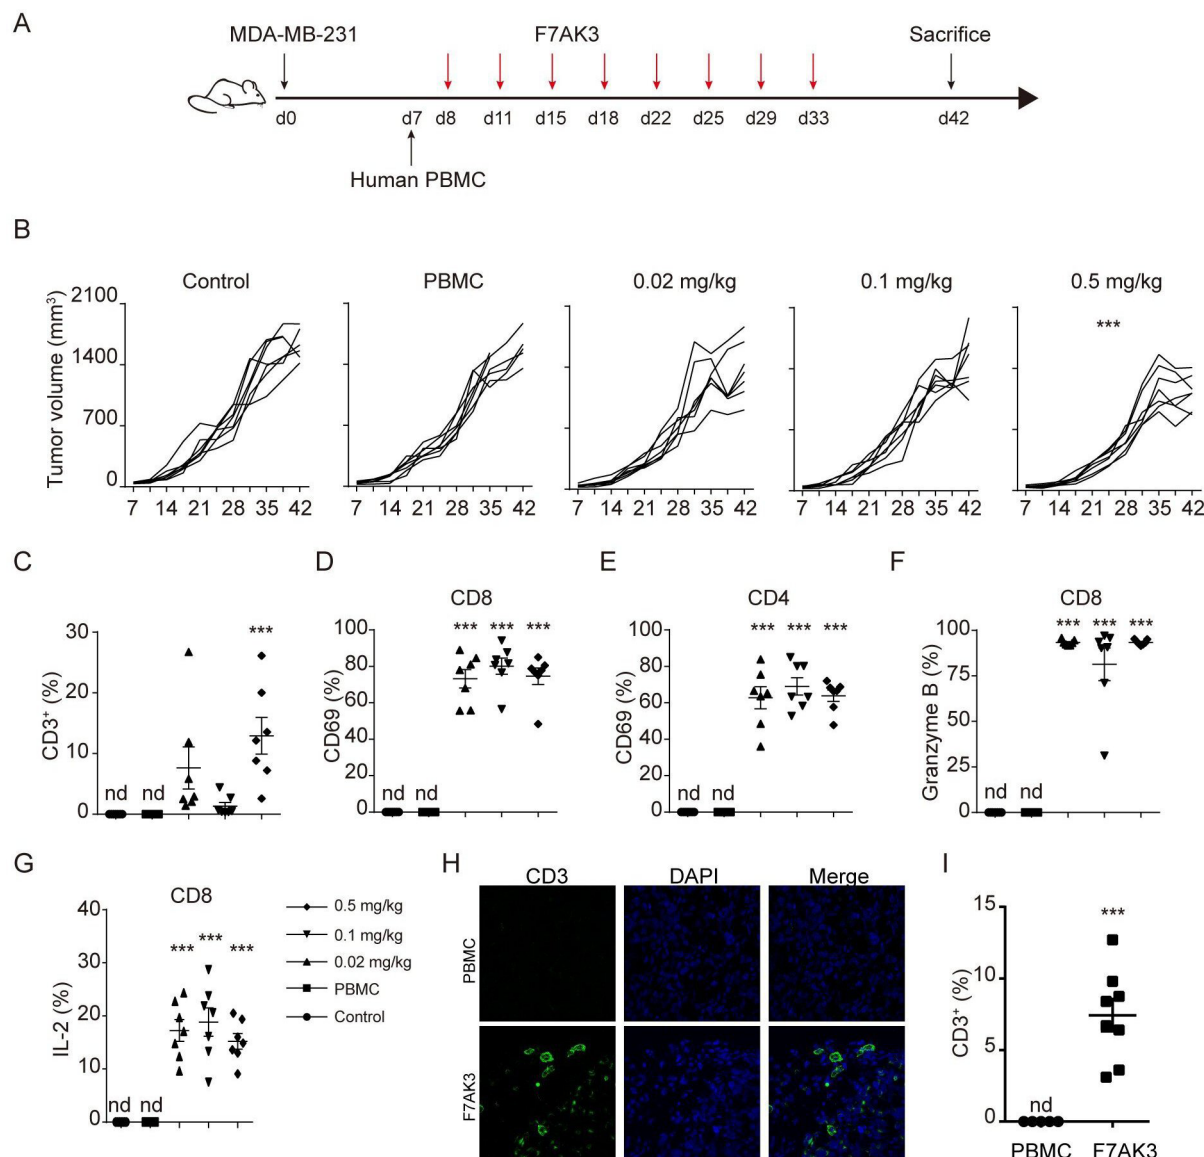 A
MDA-MB-231 F7AK3 Sacrifice
d0 d7 d8 d11 d15 d18 d22 d25 d29 d33 d42
Human PBMC
B
Control PBMC 0.02 mg/kg 0.1 mg/kg 0.5 mg/kg
Tumor volume (mm³)
2100
1400
700
0
***
7 14 21 28 35 42 7 14 21 28 35 42 7 14 21 28 35 42 7 14 21 28 35 42 7 14 21 28 35 42
C
CD3⁺ (%)
30
20
10
0
nd nd ***
D
CD8
CD69 (%)
100
80
60
40
20
0
nd nd *** *** ***
E
CD4
CD69 (%)
100
80
60
40
20
0
nd nd *** *** ***
F
CD8
Granzyme B (%)
100
75
50
25
0
nd nd *** *** ***
G
CD8
IL-2 (%)
40
30
20
10
0
nd nd *** *** ***
0.5 mg/kg
0.1 mg/kg
0.02 mg/kg
PBMC
Control
H
CD3 DAPI Merge
PBMC
F7AK3
I
CD3⁺ (%)
15
10
5
0
nd ***
PBMC F7AK3